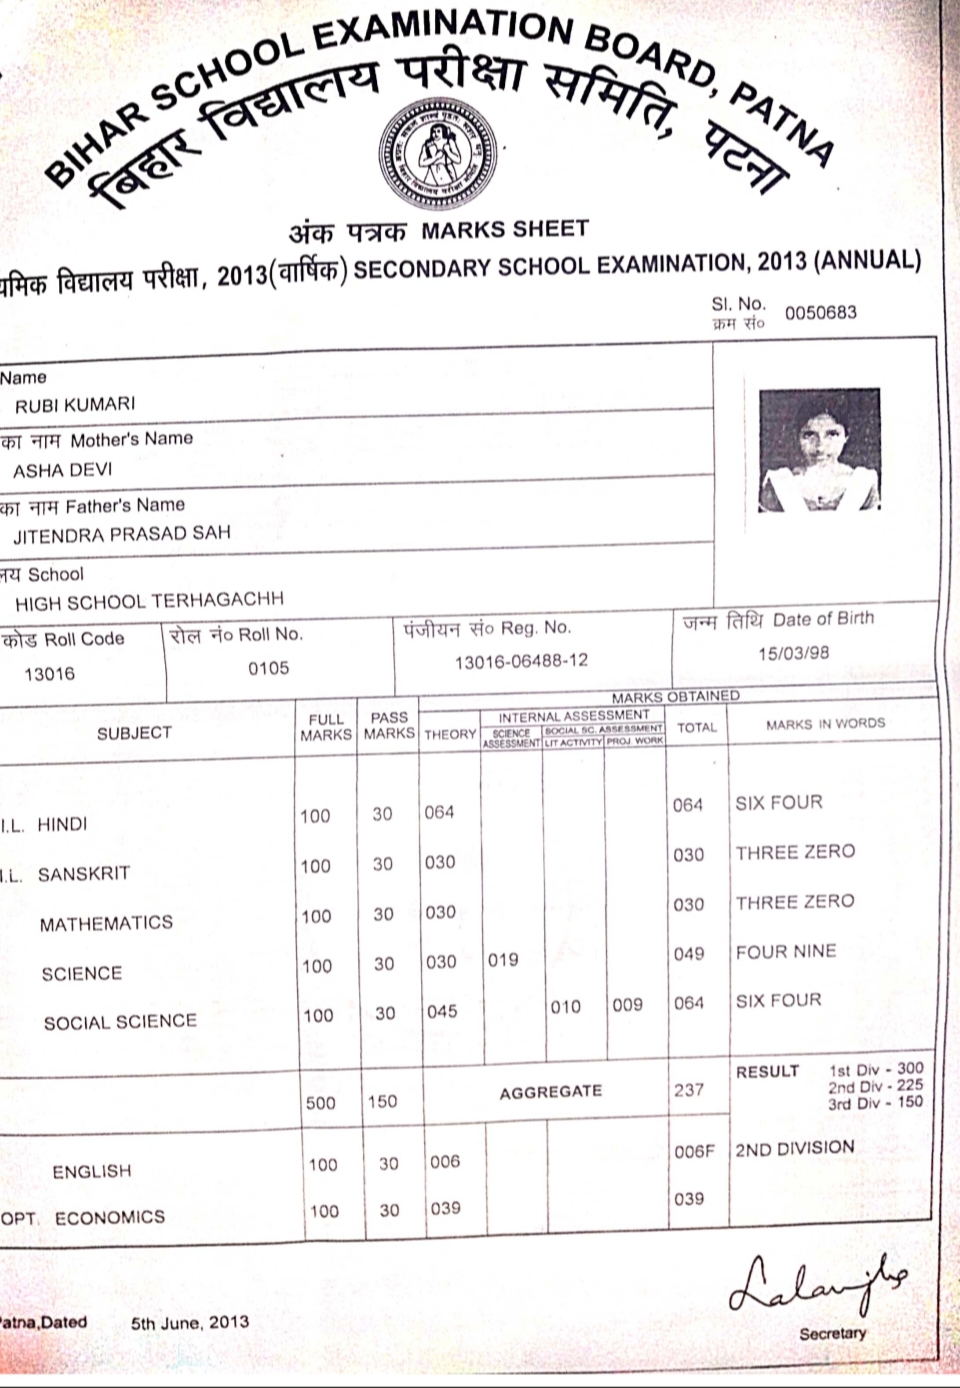 BIHAR SCHOOL EXAMINATION BOARD, PATNA
बिहार विद्यालय परीक्षा समिति, पटना
अंक पत्रक MARKS SHEET
यमिक विद्यालय परीक्षा, 2013(वार्षिक) SECONDARY SCHOOL EXAMINATION, 2013 (ANNUAL)
Sl. No. 0050683
क्रम सं०
Name
RUBI KUMARI
का नाम Mother's Name
ASHA DEVI
का नाम Father's Name
JITENDRA PRASAD SAH
लय School
HIGH SCHOOL TERHAGACHH
कोड Roll Code रोल नं० Roll No. पंजीयन सं० Reg. No. जन्म तिथि Date of Birth
13016 0105 13016-06488-12 15/03/98
MARKS OBTAINED
SUBJECT FULL MARKS PASS MARKS THEORY INTERNAL ASSESSMENT TOTAL MARKS IN WORDS
SCIENCE ASSESSMENT SOCIAL SC. ASSESSMENT
LIT ACTIVITY PROJ. WORK
I.L. HINDI 100 30 064 064 SIX FOUR
I.L. SANSKRIT 100 30 030 030 THREE ZERO
MATHEMATICS 100 30 030 030 THREE ZERO
SCIENCE 100 30 030 019 049 FOUR NINE
SOCIAL SCIENCE 100 30 045 010 009 064 SIX FOUR
500 150 AGGREGATE 237 RESULT 1st Div - 300
2nd Div - 225
3rd Div - 150
ENGLISH 100 30 006 006F 2ND DIVISION
OPT. ECONOMICS 100 30 039 039
atna,Dated 5th June, 2013
Secretary